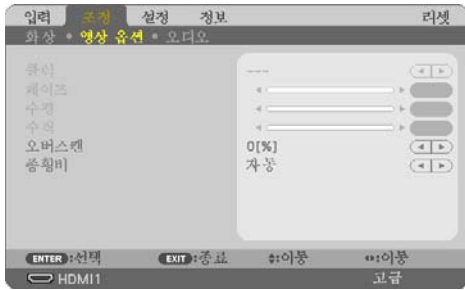 입력 조정 설정 정보 리셋
화상 • 영상 옵션 • 오디오
클럭 ---
페이즈
수평
수직
오버스캔 0[%]
종횡비 자동
ENTER :선택 EXIT :종료 :이동 :이동
HDMI1 고급